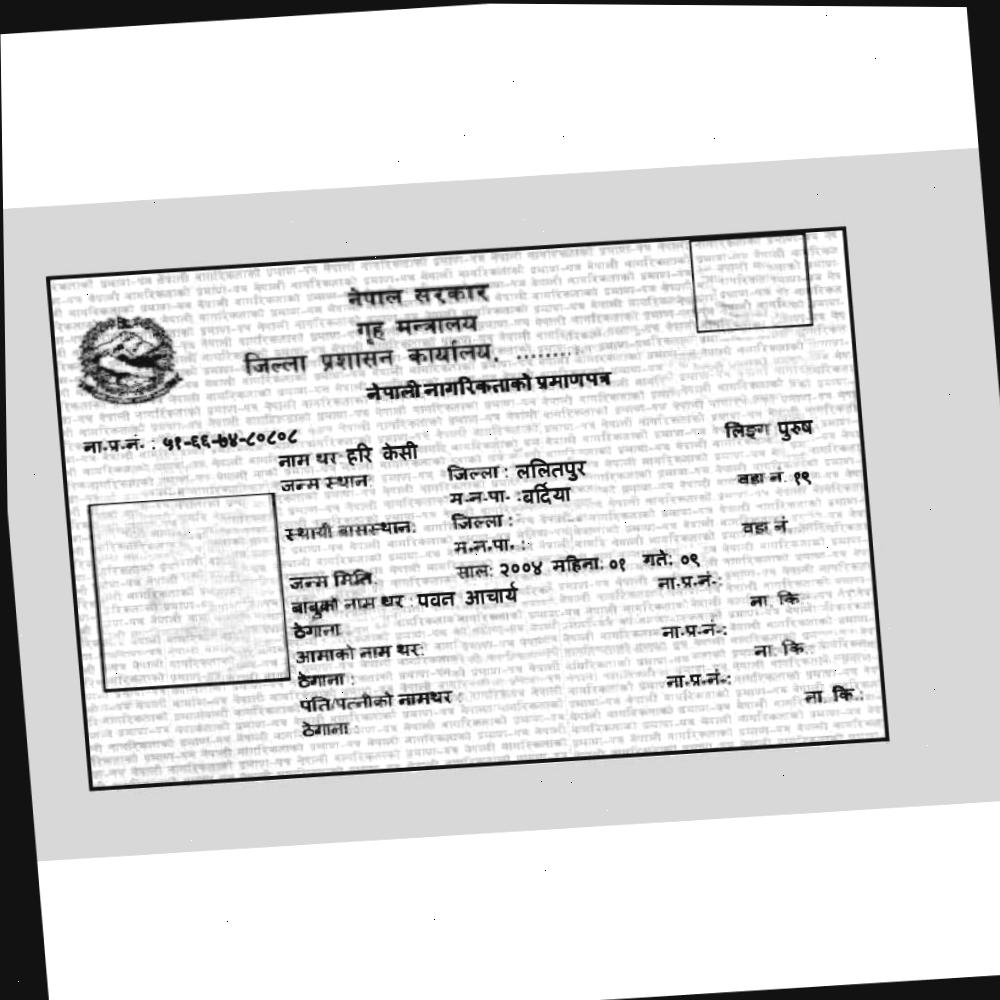 नेपाल सरकार
गृह मन्त्रालय
जिल्ला प्रशासन कार्यालय, .........
नेपाली नागरिकताको प्रमाणपत्र
ना.प्र.नं. : ५१-६६-७४-८०८०८ लिङ्ग पुरुष
नाम थर हरि केसी
जन्म स्थान: जिल्ला : ललितपुर वडा नं. १९
म.न.पा. : बर्दिया
स्थायी बासस्थान: जिल्ला : वडा नं.
म.न.पा. :
जन्म मिति: साल: २००४ महिना: ०१ गते: ०९
बाबुको नाम थर : पवन आचार्य ना.प्र.नं.:
ठेगाना ना. कि.
आमाको नाम थर: ना.प्र.नं.:
ठेगाना : ना. कि.:
पति/पत्नीको नामथर : ना.प्र.नं.:
ठेगाना : ना. कि.: